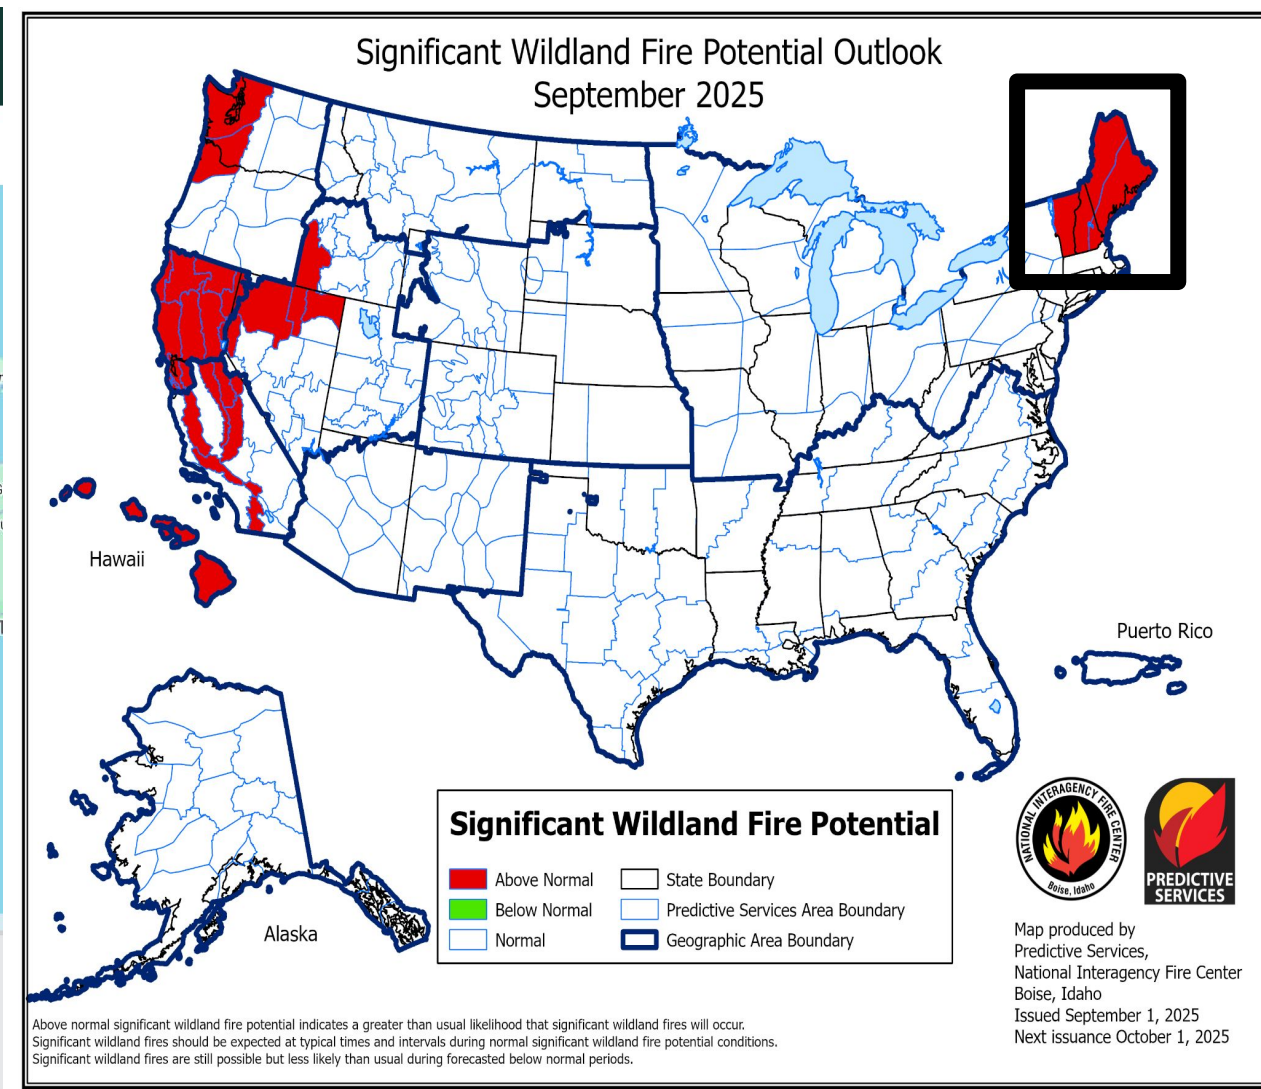 Significant Wildland Fire Potential Outlook
September 2025
Hawaii
Puerto Rico
Alaska
Significant Wildland Fire Potential
Above Normal
Below Normal
Normal
State Boundary
Predictive Services Area Boundary
Geographic Area Boundary
NATIONAL INTERAGENCY FIRE CENTER
Boise, Idaho
PREDICTIVE
SERVICES
Map produced by
Predictive Services,
National Interagency Fire Center
Boise, Idaho
Issued September 1, 2025
Next issuance October 1, 2025
Above normal significant wildland fire potential indicates a greater than usual likelihood that significant wildland fires will occur.
Significant wildland fires should be expected at typical times and intervals during normal significant wildland fire potential conditions.
Significant wildland fires are still possible but less likely than usual during forecasted below normal periods.